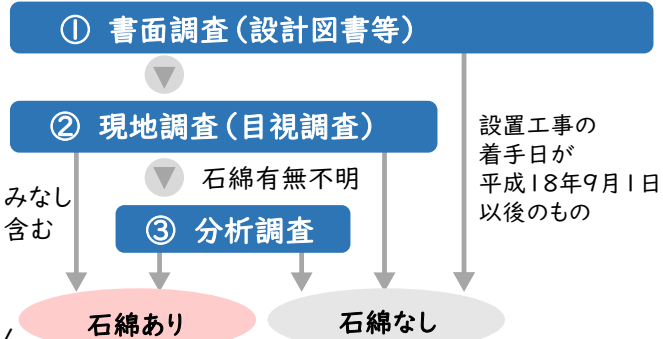 ① 書面調査(設計図書等)
② 現地調査(目視調査)
設置工事の
着手日が
平成18年9月1日
以後のもの
石綿有無不明
みなし
含む
③ 分析調査
石綿あり
石綿なし